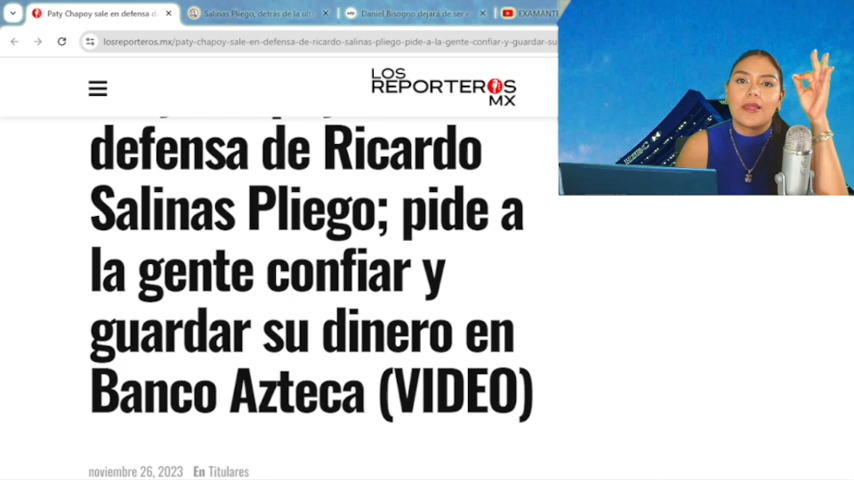 Paty Chapoy sale en defensa d
Salinas Pliego, detrás de la últ
Daniel Bisogno dejará de ser
EXAMANTE
losreporteros.mx/paty-chapoy-sale-en-defensa-de-ricardo-salinas-pliego-pide-a-la-gente-confiar-y-guardar-su
LOS
REPORTEROS
MX
defensa de Ricardo
Salinas Pliego; pide a
la gente confiar y
guardar su dinero en
Banco Azteca (VIDEO)
noviembre 26, 2023 En Titulares